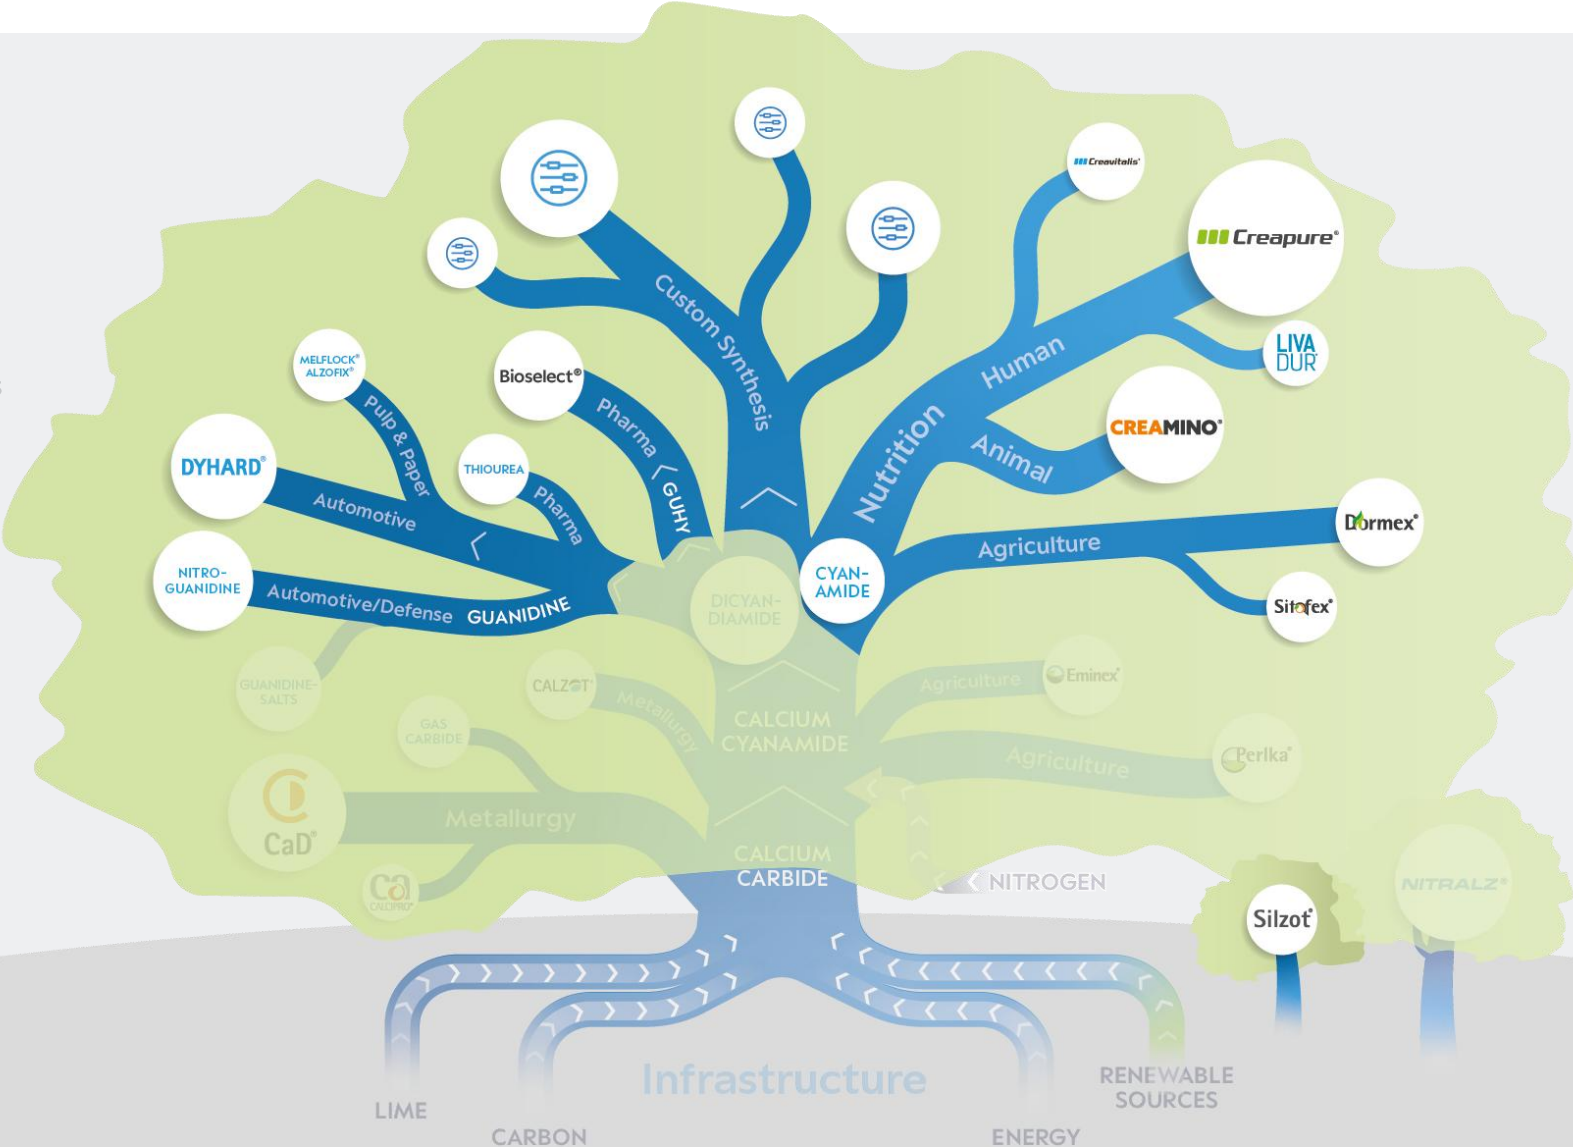 Creavitalis®
Creapure®
Custom Synthesis
MELFLOCK®
ALZOFIX®
Bioselect®
Human
LIVA
DUR®
Pulp & Paper
Pharma
Nutrition
Animal
CREAMINO®
DYHARD®
THIOUREA
Automotive
Pharma
GUHY
Dormex®
Agriculture
NITRO-
GUANIDINE
Automotive/Defense
GUANIDINE
DICYAN-
DIAMIDE
CYAN-
AMIDE
Sitofex®
GUANIDINE-
SALTS
CALZOT®
Metallurgy
Agriculture
Eminex®
GAS
CARBIDE
CALCIUM
CYANAMIDE
Agriculture
Perlka®
CaD®
Metallurgy
CALCIUM
CARBIDE
NITROGEN
NITRALZ®
ca
CALCIPRO®
Silzot®
Infrastructure
LIME
CARBON
ENERGY
RENEWABLE
SOURCES